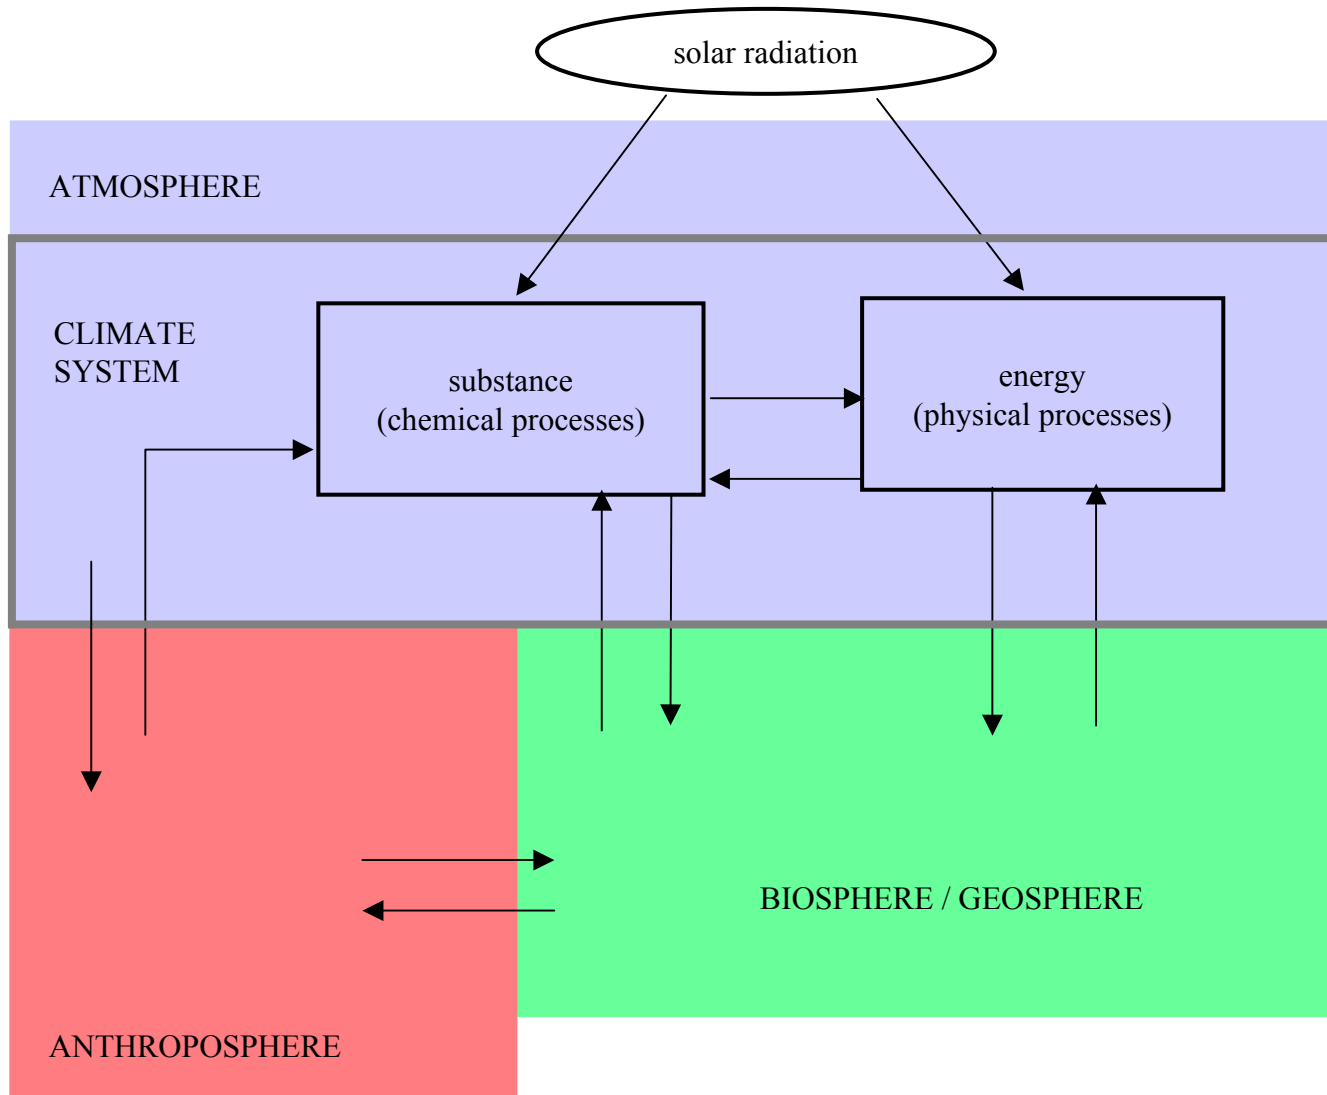 solar radiation
ATMOSPHERE
CLIMATE
SYSTEM
substance
(chemical processes)
energy
(physical processes)
BIOSPHERE / GEOSPHERE
ANTHROPOSPHERE